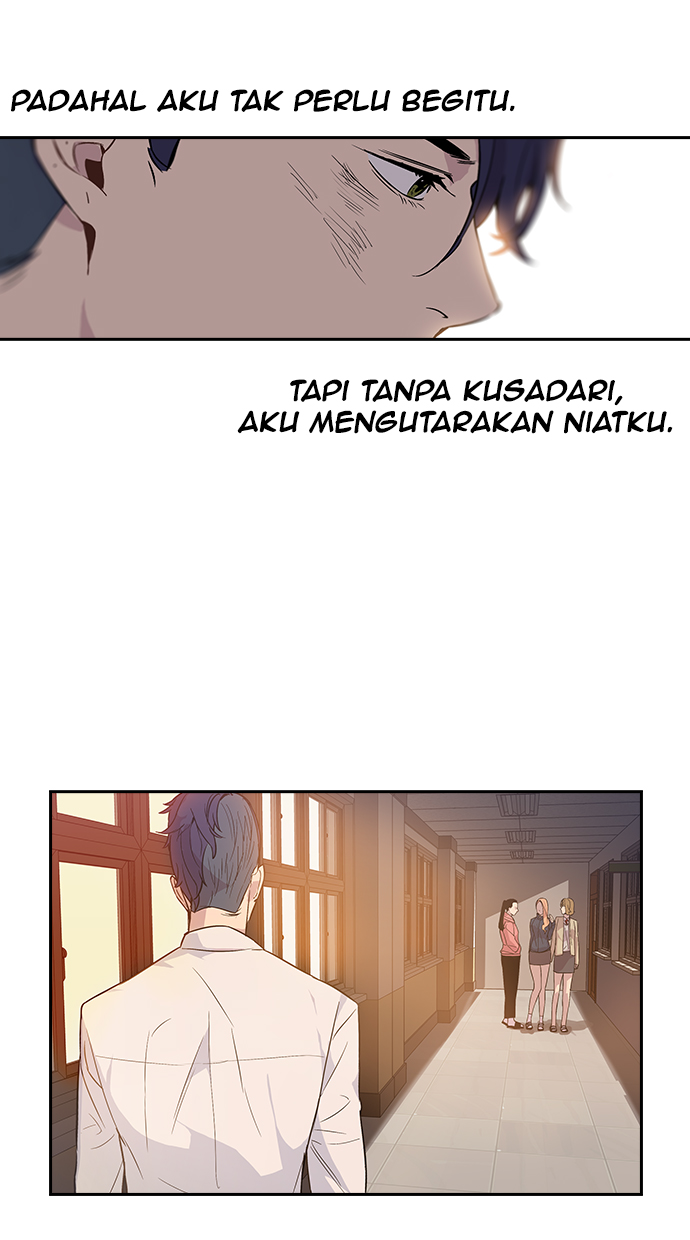 PADAHAL AKU TAK PERLU BEGITU.
TAPI TANPA KUSADARI,
AKU MENGUTARAKAN NIATKU.